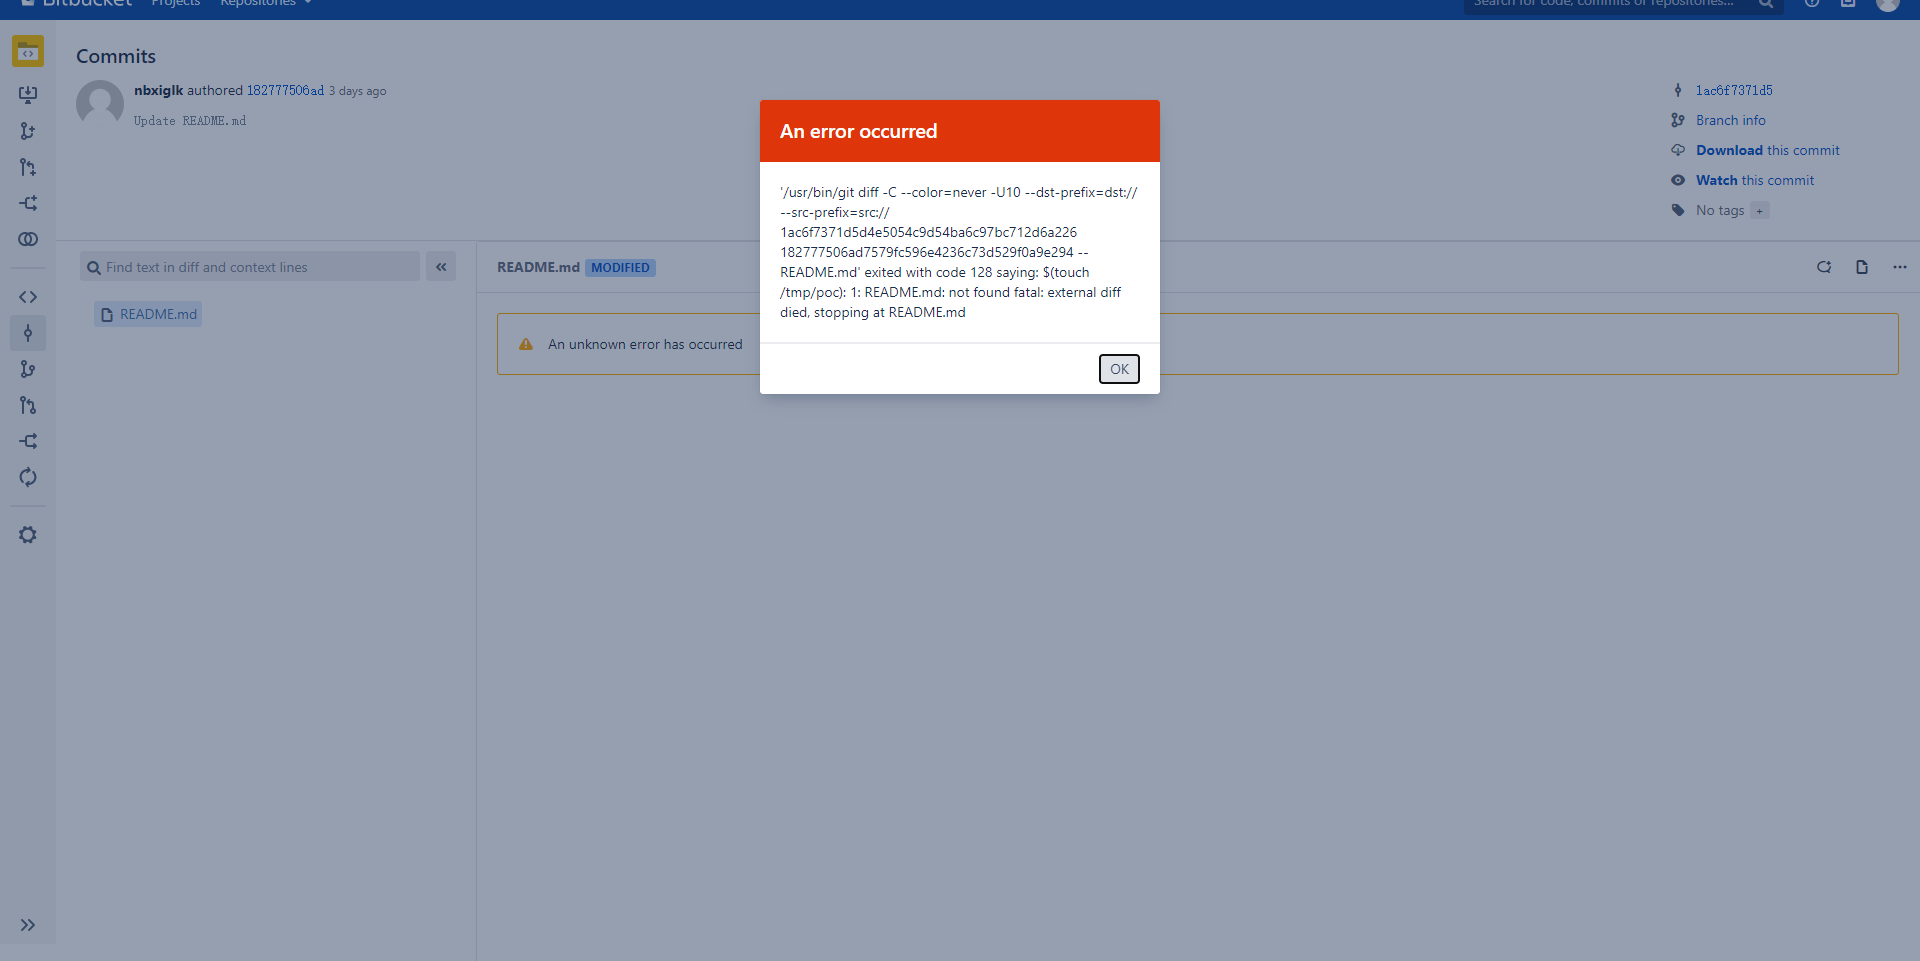 Bitbucket Projects Repositories Search for code, commits or repositories...
Commits
nbxiglk authored 182777506ad 3 days ago
Update README.md
1ac6f7371d5
Branch info
Download this commit
Watch this commit
No tags +
Find text in diff and context lines
README.md
README.md MODIFIED
An unknown error has occurred
An error occurred
'/usr/bin/git diff -C --color=never -U10 --dst-prefix=dst://
--src-prefix=src://
1ac6f7371d5d4e5054c9d54ba6c97bc712d6a226
182777506ad7579fc596e4236c73d529f0a9e294 --
README.md' exited with code 128 saying: $(touch
/tmp/poc): 1: README.md: not found fatal: external diff
died, stopping at README.md
OK